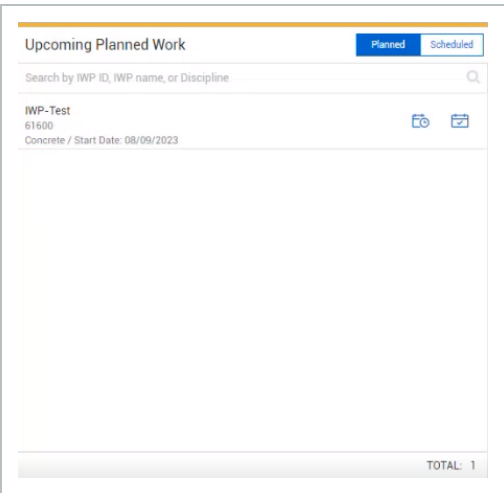 Upcoming Planned Work
Planned
Scheduled
Search by IWP ID, IWP name, or Discipline
IWP-Test
61600
Concrete / Start Date: 08/09/2023
TOTAL: 1